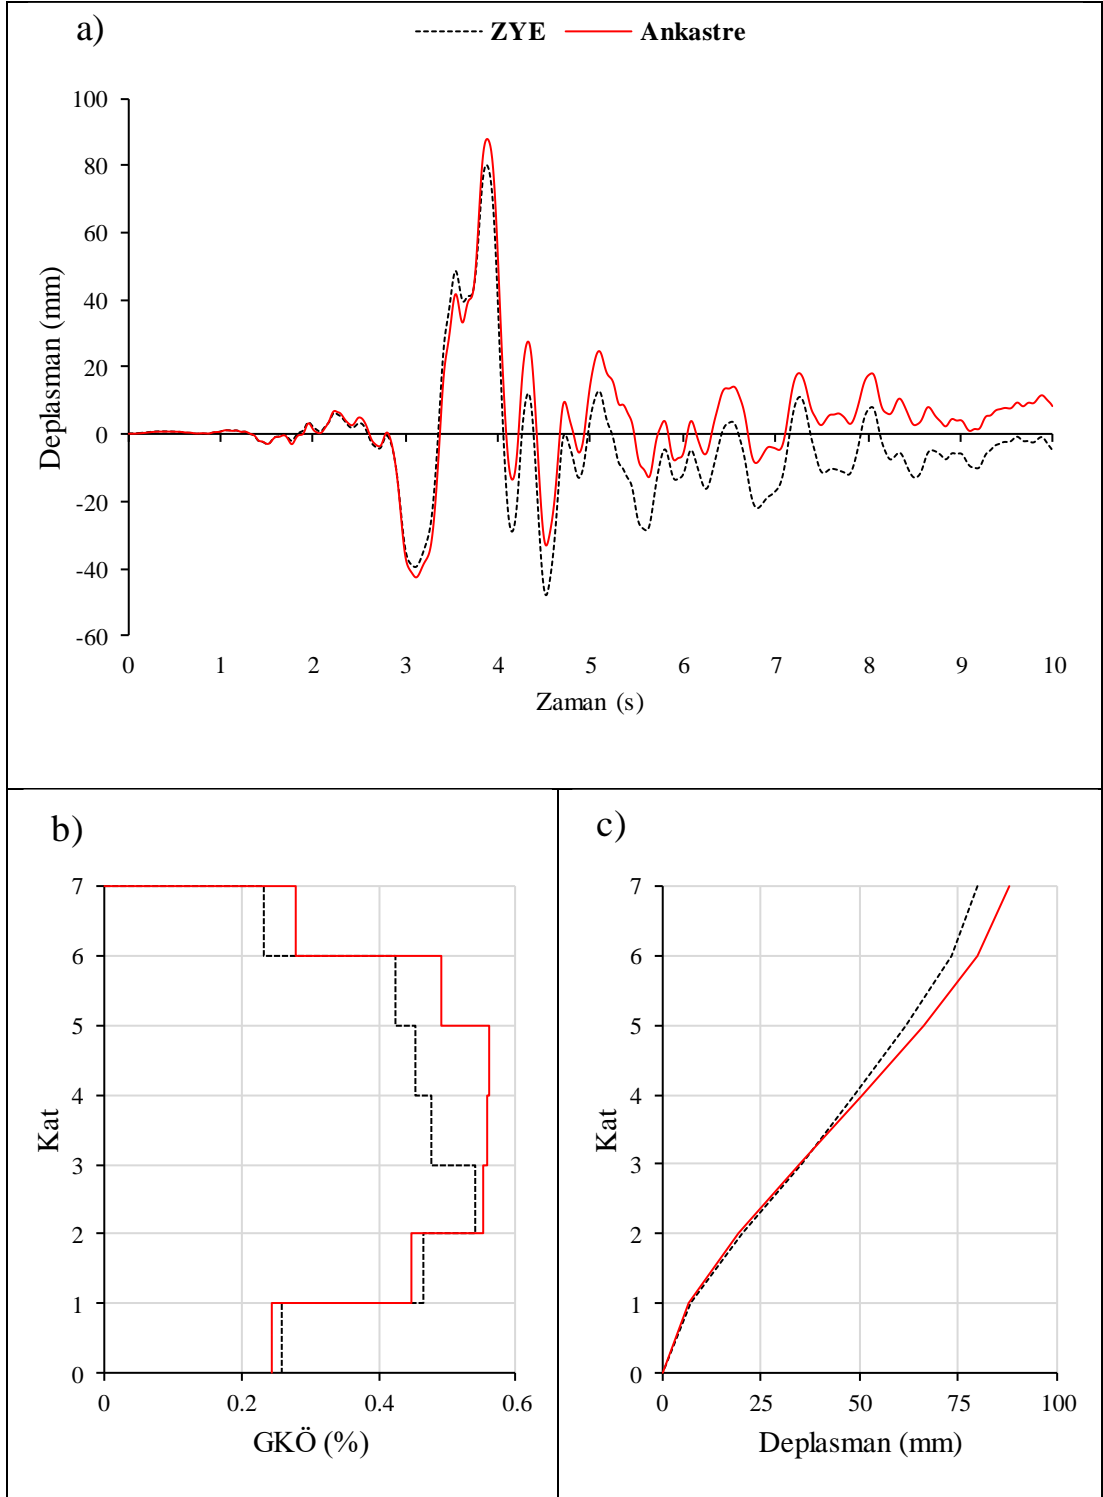 a)
ZYE Ankastre
100
80
60
40
20
0
-20
-40
-60
Deplasman (mm)
0 1 2 3 4 5 6 7 8 9 10
Zaman (s)
b)
7
6
5
4
3
2
1
0
Kat
0 0.2 0.4 0.6
GKÖ (%)
c)
7
6
5
4
3
2
1
0
Kat
0 25 50 75 100
Deplasman (mm)